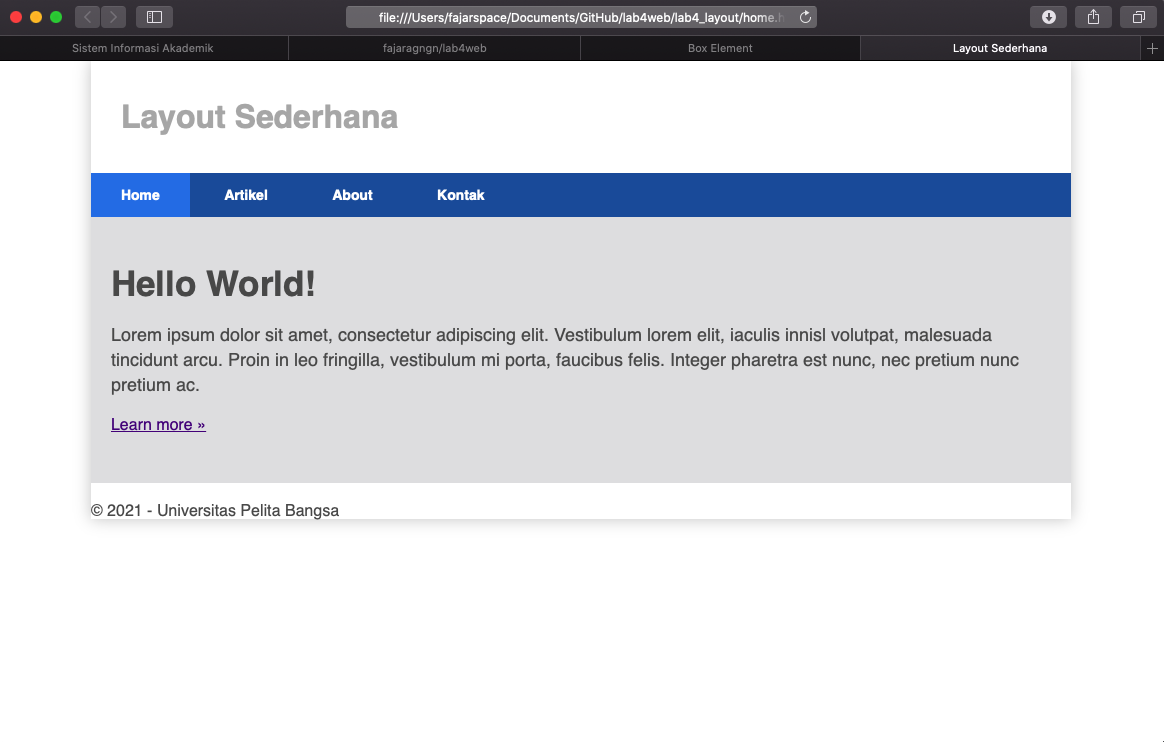 file:///Users/fajarspace/Documents/GitHub/lab4web/lab4_layout/home.h
Sistem Informasi Akademik
fajaragngn/lab4web
Box Element
Layout Sederhana
Layout Sederhana
Home Artikel About Kontak
Hello World!
Lorem ipsum dolor sit amet, consectetur adipiscing elit. Vestibulum lorem elit, iaculis innisl volutpat, malesuada
tincidunt arcu. Proin in leo fringilla, vestibulum mi porta, faucibus felis. Integer pharetra est nunc, nec pretium nunc
pretium ac.
Learn more »
© 2021 - Universitas Pelita Bangsa